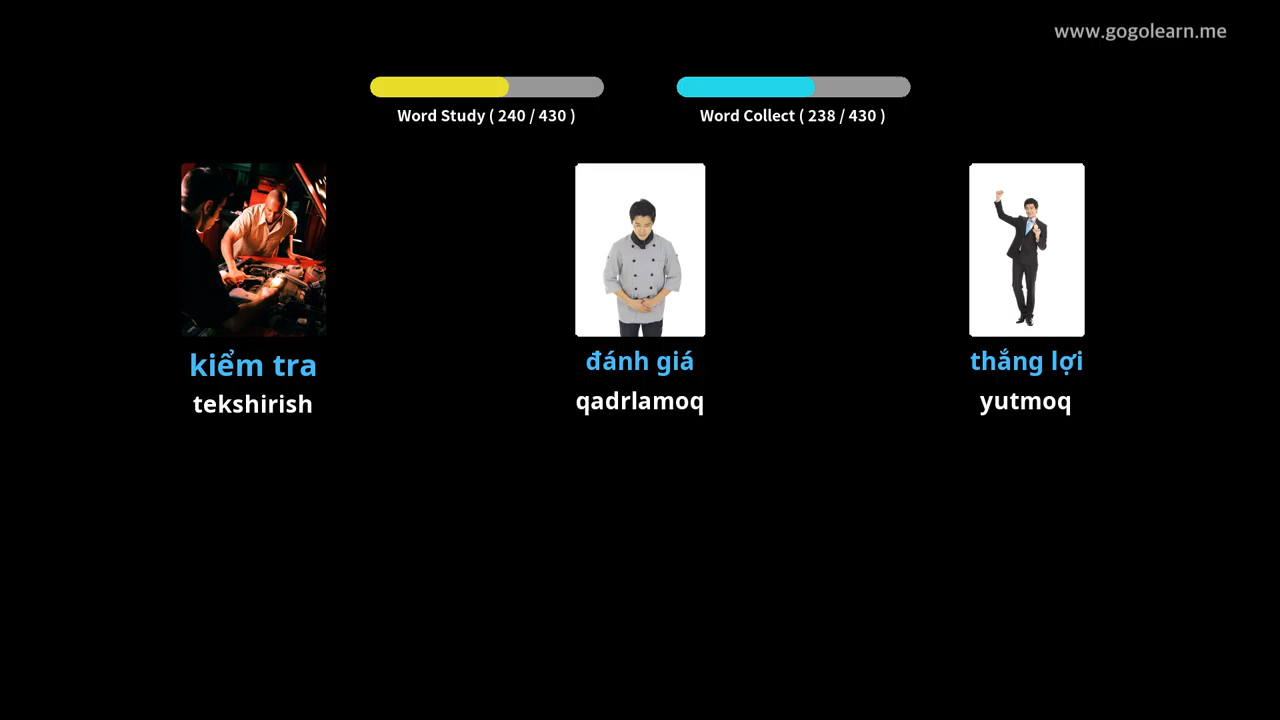 www.gogolearn.me
Word Study ( 240 / 430 )
Word Collect ( 238 / 430 )
kiểm tra
tekshirish
đánh giá
qadrlamoq
thắng lợi
yutmoq